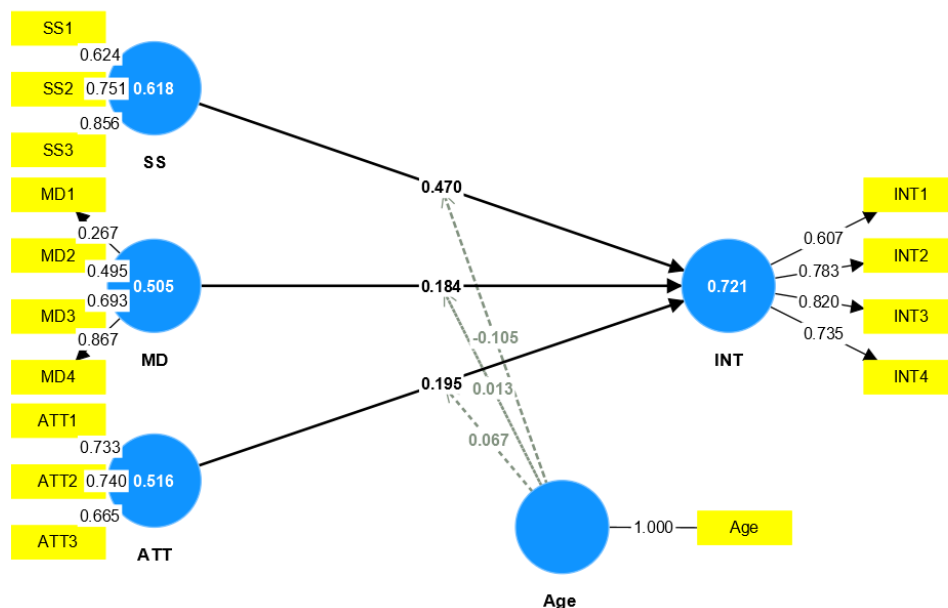 SS1
0.624
SS2
0.751
0.618
0.856
SS3
SS
MD1
0.267
MD2
0.495
0.505
0.693
MD3
0.867
MD4
MD
ATT1
0.733
ATT2
0.740
0.516
0.665
ATT3
ATT
0.470
0.184
0.195
-0.105
0.013
0.067
0.721
INT
0.607
INT1
0.783
INT2
0.820
INT3
0.735
INT4
1.000
Age
Age